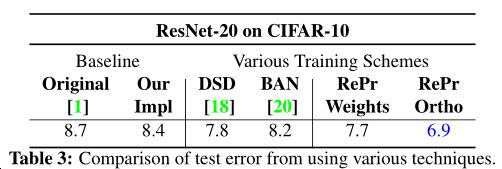 ResNet-20 on CIFAR-10
Baseline Various Training Schemes
Original Our DSD BAN RePr RePr
[1] Impl [18] [20] Weights Ortho
8.7 8.4 7.8 8.2 7.7 6.9
Table 3: Comparison of test error from using various techniques.